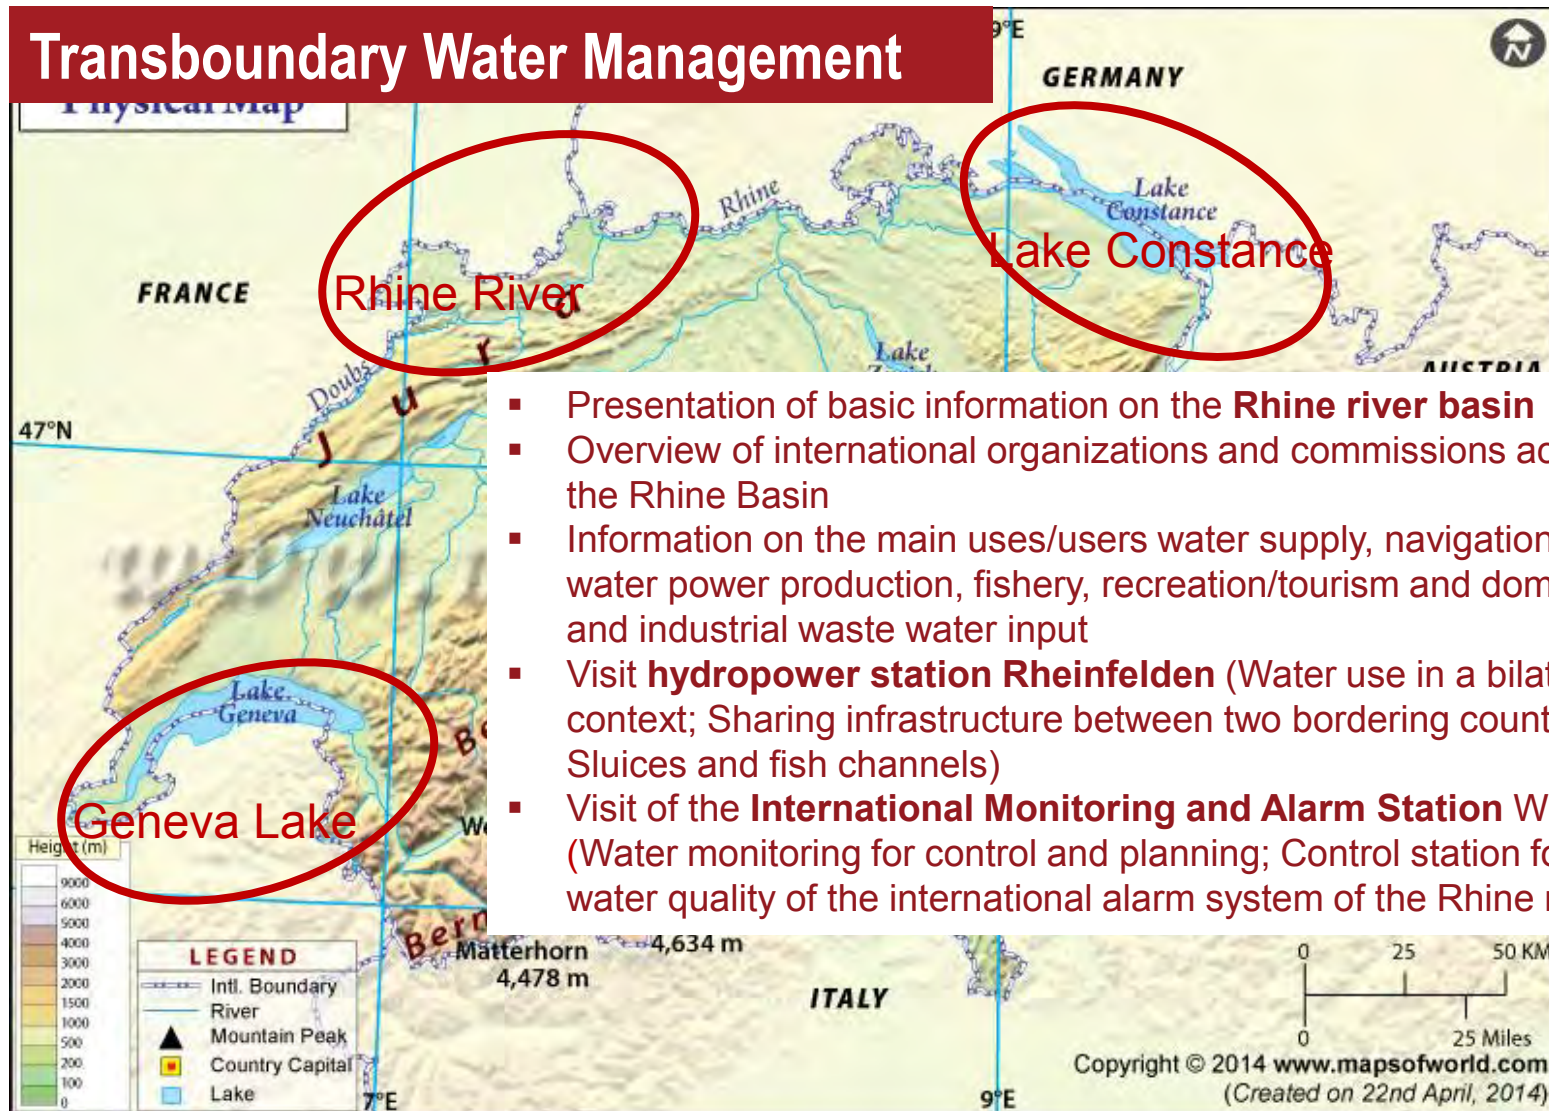 Transboundary Water Management
Physical Map
9°E
GERMANY
N
Lake
Constance
Lake Constance
Rhine
Rhine River
FRANCE
Jura
Doubs
Lake
AUSTRIA
47°N
Lake
Neuchâtel
▪ Presentation of basic information on the Rhine river basin
▪ Overview of international organizations and commissions
the Rhine Basin
▪ Information on the main uses/users water supply, navigation
water power production, fishery, recreation/tourism and
and industrial waste water input
▪ Visit hydropower station Rheinfelden (Water use in a
context; Sharing infrastructure between two bordering
Sluices and fish channels)
▪ Visit of the International Monitoring and Alarm Station
(Water monitoring for control and planning; Control station
water quality of the international alarm system of the Rhine
Lake
Geneva
Geneva Lake
Height (m)
9000
6000
5000
4000
3000
2000
1500
1000
500
200
100
0
LEGEND
Intl. Boundary
River
Mountain Peak
Country Capital
Lake
Matterhorn
4,478 m
4,634 m
ITALY
7°E
9°E
0 25 50 KM
0 25 Miles
Copyright © 2014 www.mapsofworld.com
(Created on 22nd April, 2014)